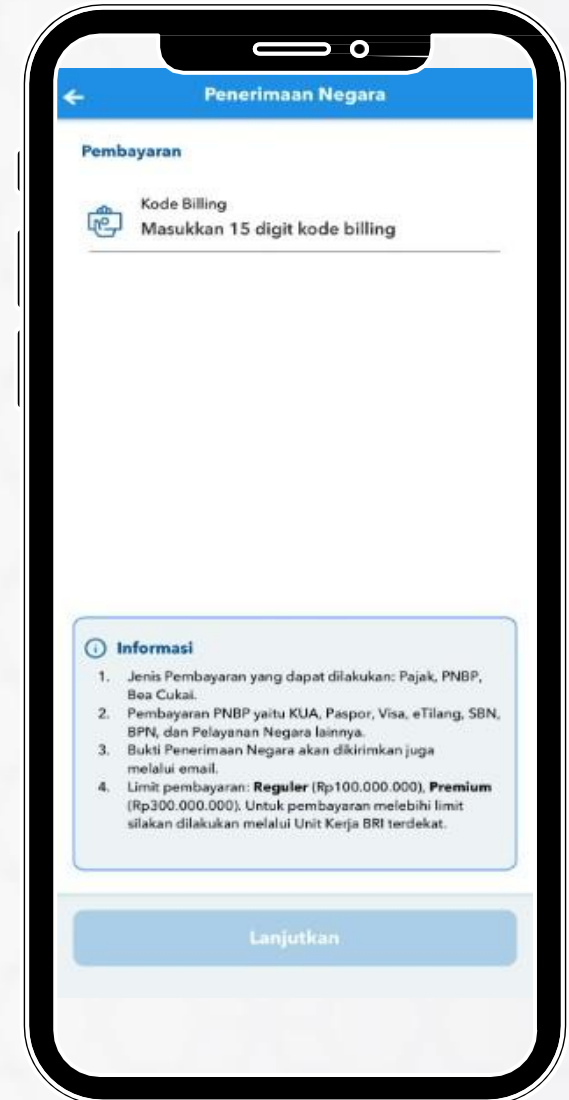 Penerimaan Negara
Pembayaran
Kode Billing
Masukkan 15 digit kode billing
Informasi
1. Jenis Pembayaran yang dapat dilakukan: Pajak, PNBP,
Bea Cukai.
2. Pembayaran PNBP yaitu KUA, Paspor, Visa, eTilang, SBN,
BPN, dan Pelayanan Negara lainnya.
3. Bukti Penerimaan Negara akan dikirimkan juga
melalui email.
4. Limit pembayaran: Reguler (Rp100.000.000), Premium
(Rp300.000.000). Untuk pembayaran melebihi limit
silakan dilakukan melalui Unit Kerja BRI terdekat.
Lanjutkan